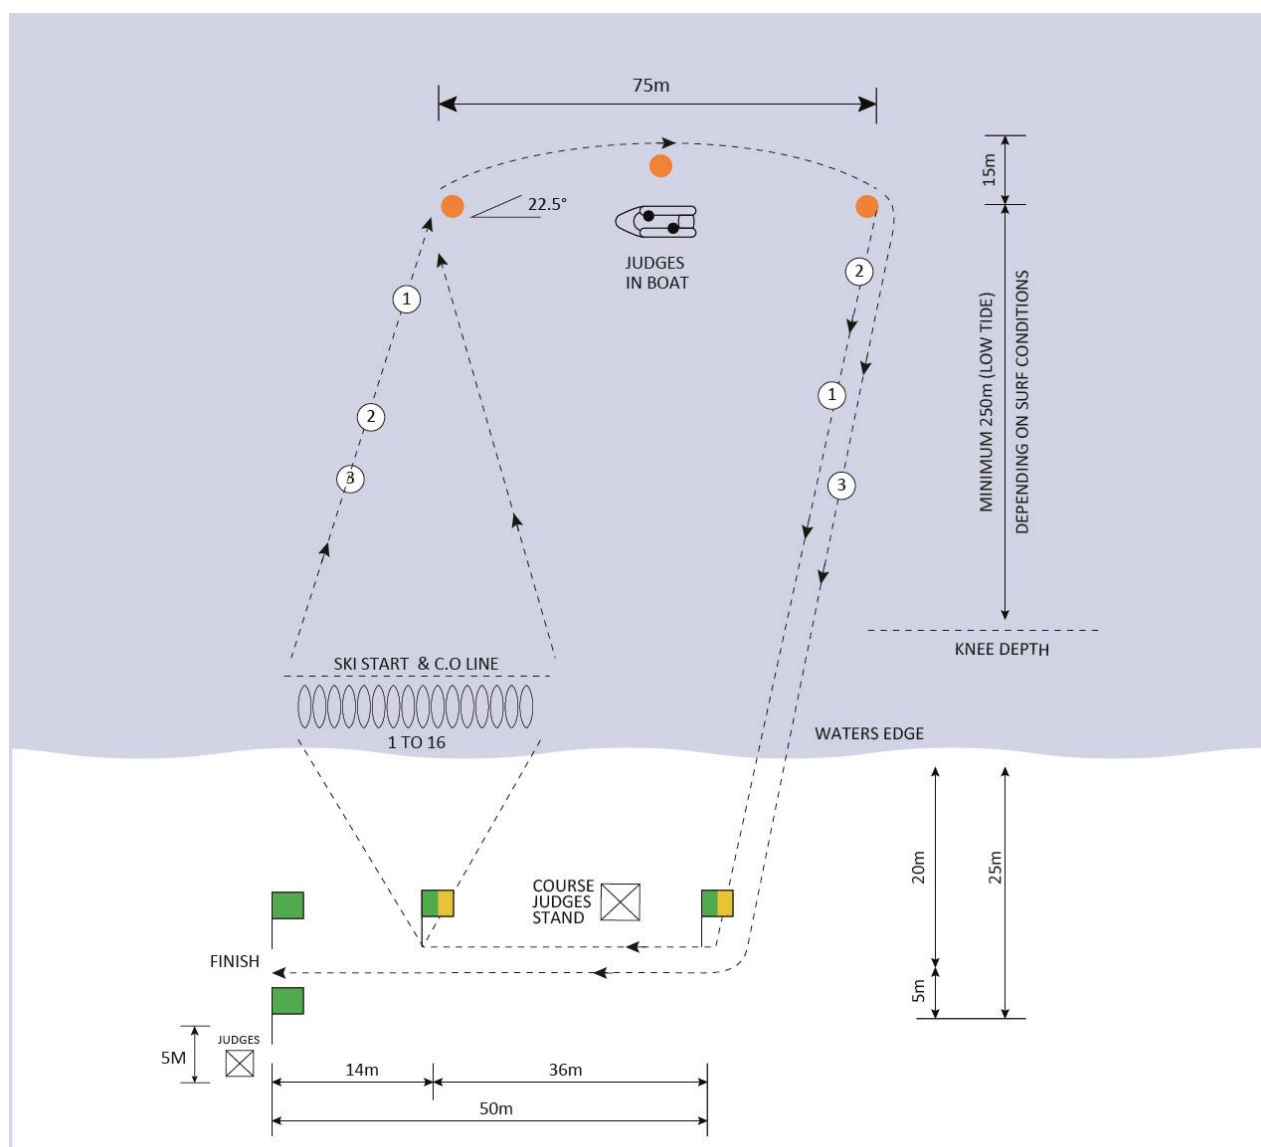 75m
15m
22.5°
JUDGES
IN BOAT
1
2
3
2
1
3
MINIMUM 250m (LOW TIDE)
DEPENDING ON SURF CONDITIONS
KNEE DEPTH
SKI START & C.O LINE
1 TO 16
WATERS EDGE
COURSE
JUDGES
STAND
20m
25m
5m
FINISH
JUDGES
5M
14m
36m
50m